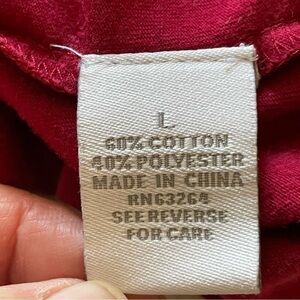 L
60% COTTON
40% POLYESTER
MADE IN CHINA
RN63264
SEE REVERSE
FOR CARE